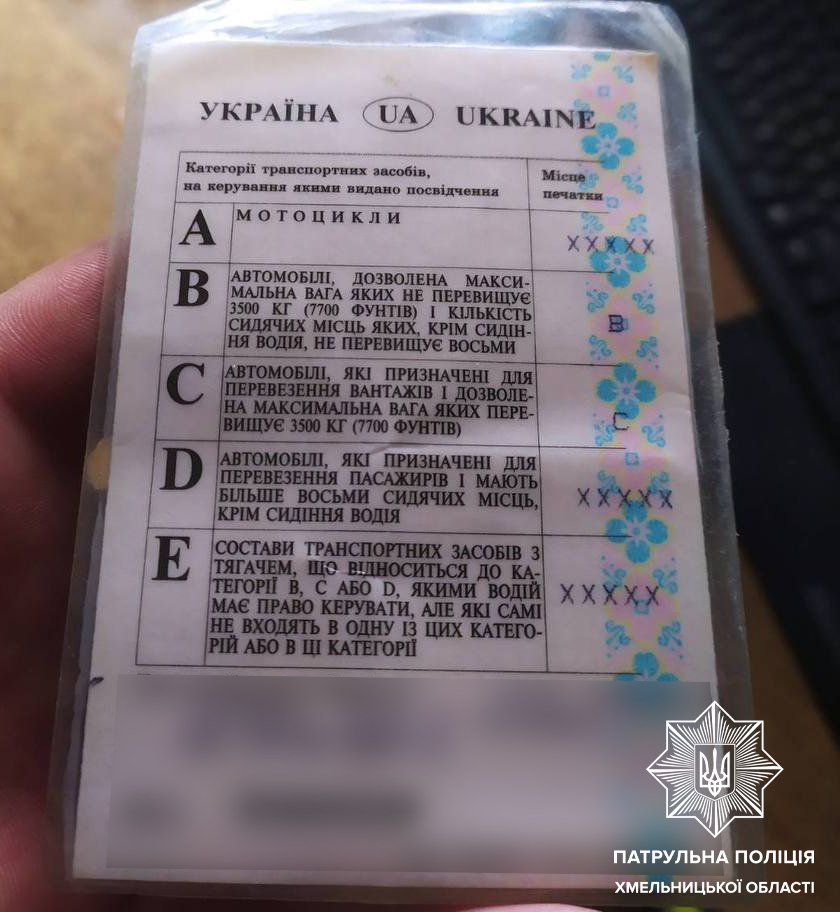 УКРАЇНА UA UKRAINE
Категорії транспортних засобів,
на керування якими видано посвідчення
Місце
печатки
A
МОТОЦИКЛИ
XXXXX
B
АВТОМОБІЛІ, ДОЗВОЛЕНА МАКСИ-
МАЛЬНА ВАГА ЯКИХ НЕ ПЕРЕВИЩУЄ
3500 КГ (7700 ФУНТІВ) І КІЛЬКІСТЬ
СИДЯЧИХ МІСЦЬ ЯКИХ, КРІМ СИДІН-
НЯ ВОДІЯ, НЕ ПЕРЕВИЩУЄ ВОСЬМИ
B
C
АВТОМОБІЛІ, ЯКІ ПРИЗНАЧЕНІ ДЛЯ
ПЕРЕВЕЗЕННЯ ВАНТАЖІВ І ДОЗВОЛЕ-
НА МАКСИМАЛЬНА ВАГА ЯКИХ ПЕРЕ-
ВИЩУЄ 3500 КГ (7700 ФУНТІВ)
C
D
АВТОМОБІЛІ, ЯКІ ПРИЗНАЧЕНІ ДЛЯ
ПЕРЕВЕЗЕННЯ ПАСАЖИРІВ І МАЮТЬ
БІЛЬШЕ ВОСЬМИ СИДЯЧИХ МІСЦЬ,
КРІМ СИДІННЯ ВОДІЯ
XXXXX
E
СОСТАВИ ТРАНСПОРТНИХ ЗАСОБІВ З
ТЯГАЧЕМ, ЩО ВІДНОСИТЬСЯ ДО КА-
ТЕГОРІЇ B, C АБО D, ЯКИМИ ВОДІЙ
МАЄ ПРАВО КЕРУВАТИ, АЛЕ ЯКІ САМІ
НЕ ВХОДЯТЬ В ОДНУ ІЗ ЦИХ КАТЕГО-
РІЙ АБО В ЦІ КАТЕГОРІЇ
XXXXX
ПАТРУЛЬНА ПОЛІЦІЯ
ХМЕЛЬНИЦЬКОЇ ОБЛАСТІ